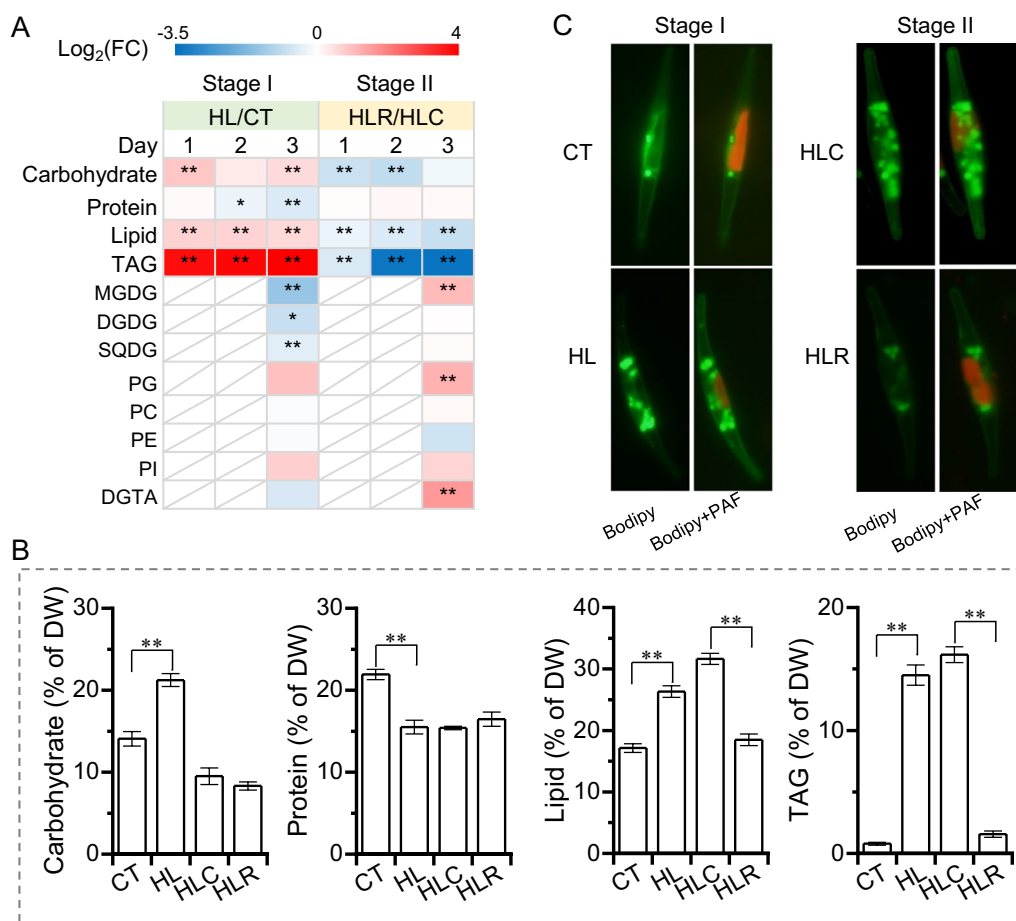 A
Log₂(FC)
-3.5 0 4
Stage I Stage II
HL/CT HLR/HLC
Day 1 2 3 1 2 3
Carbohydrate ** ** ** **
Protein * **
Lipid ** ** ** ** ** **
TAG ** ** ** ** ** **
MGDG ** **
DGDG *
SQDG **
PG **
PC
PE
PI
DGTA **
C
Stage I Stage II
CT HLC
HL HLR
Bodipy Bodipy+PAF Bodipy Bodipy+PAF
B
Carbohydrate (% of DW)
30
20
10
0
**
CT HL HLC HLR
Protein (% of DW)
30
20
10
0
**
CT HL HLC HLR
Lipid (% of DW)
40
30
20
10
0
** **
CT HL HLC HLR
TAG (% of DW)
20
10
0
** **
CT HL HLC HLR